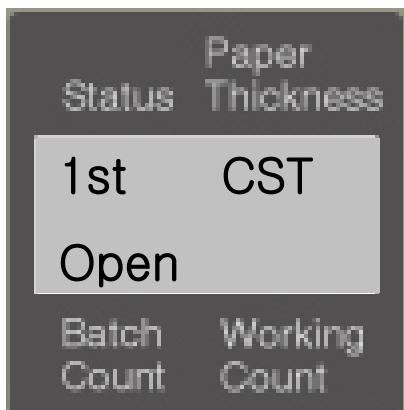 Paper
Status Thickness
1st CST
Open
Batch Working
Count Count